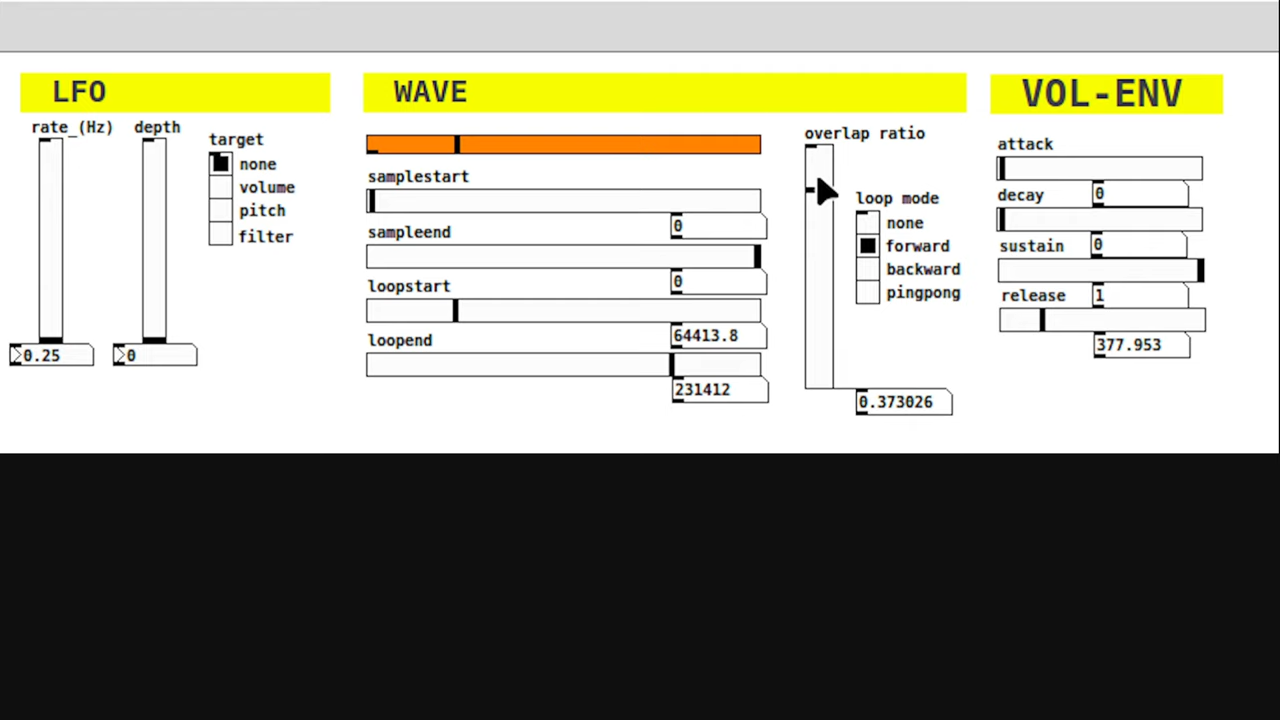 LFO
rate_(Hz)
depth
target
none
volume
pitch
filter
0.25
0
WAVE
samplestart
0
sampleend
0
loopstart
64413.8
loopend
231412
overlap ratio
loop mode
none
forward
backward
pingpong
0.373026
VOL-ENV
attack
0
decay
0
sustain
1
release
377.953